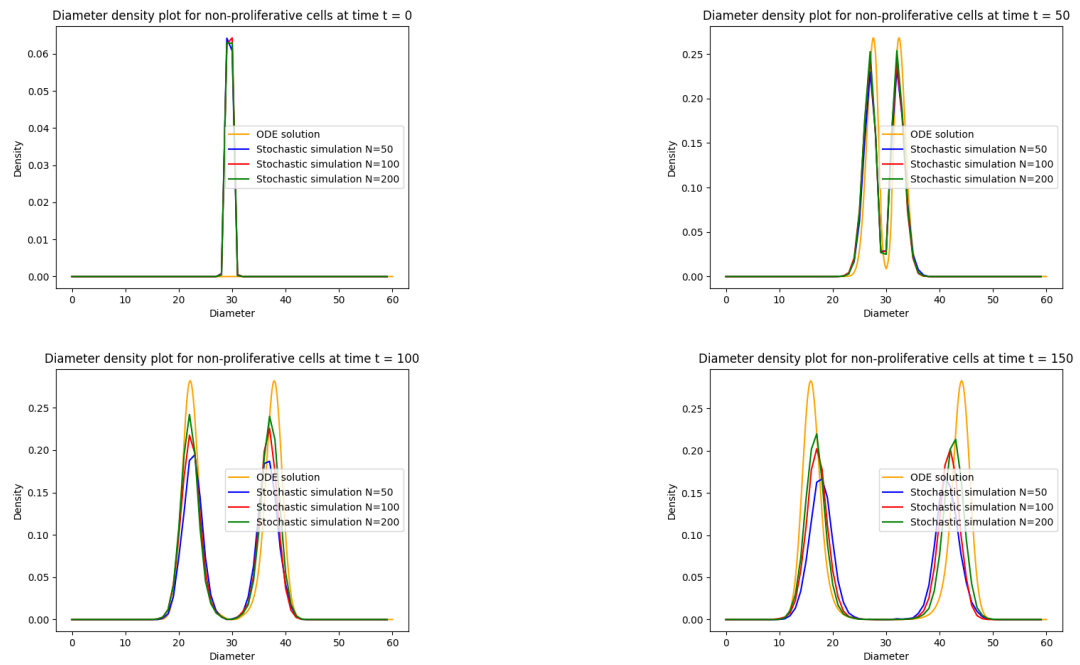 Diameter density plot for non-proliferative cells at time t = 0
0.06
0.05
0.04
0.03
0.02
0.01
0.00
Density
ODE solution
Stochastic simulation N=50
Stochastic simulation N=100
Stochastic simulation N=200
0 10 20 30 40 50 60
Diameter
Diameter density plot for non-proliferative cells at time t = 50
0.25
0.20
0.15
0.10
0.05
0.00
Density
ODE solution
Stochastic simulation N=50
Stochastic simulation N=100
Stochastic simulation N=200
0 10 20 30 40 50 60
Diameter
Diameter density plot for non-proliferative cells at time t = 100
0.25
0.20
0.15
0.10
0.05
0.00
Density
ODE solution
Stochastic simulation N=50
Stochastic simulation N=100
Stochastic simulation N=200
0 10 20 30 40 50 60
Diameter
Diameter density plot for non-proliferative cells at time t = 150
0.25
0.20
0.15
0.10
0.05
0.00
Density
ODE solution
Stochastic simulation N=50
Stochastic simulation N=100
Stochastic simulation N=200
0 10 20 30 40 50 60
Diameter